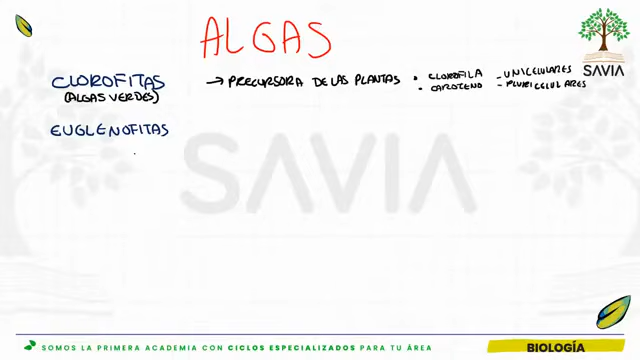 ALGAS
SAVIA
CLOROFITAS
(ALGAS VERDES)
→ PRECURSORA DE LAS PLANTAS
• CLOROFILA
• CAROTENO
- UNICELULARES
- PLURICELULARES
EUGLENOFITAS
SAVIA
SOMOS LA PRIMERA ACADEMIA CON CICLOS ESPECIALIZADOS PARA TU ÁREA
BIOLOGÍA